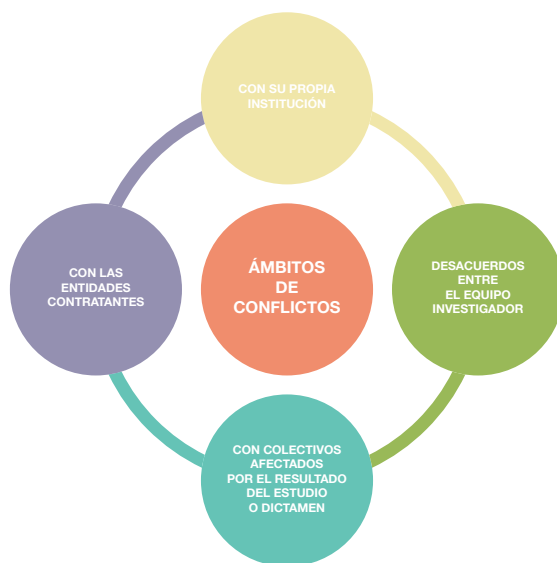 CON SU PROPIA
INSTITUCIÓN
CON LAS
ENTIDADES
CONTRATANTES
ÁMBITOS
DE
CONFLICTOS
DESACUERDOS
ENTRE
EL EQUIPO
INVESTIGADOR
CON COLECTIVOS
AFECTADOS
POR EL RESULTADO
DEL ESTUDIO
O DICTAMEN